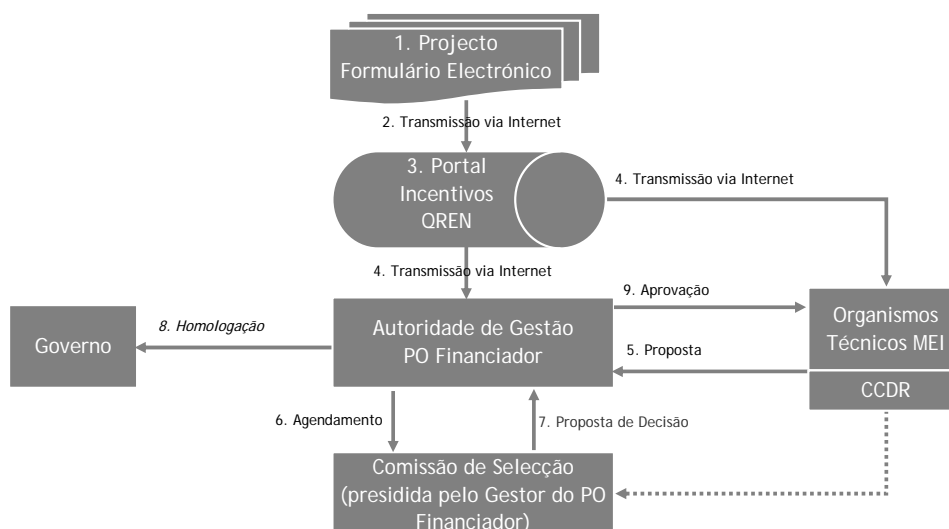 1. Projecto
Formulário Electrónico
2. Transmissão via Internet
3. Portal
Incentivos
QREN
4. Transmissão via Internet
4. Transmissão via Internet
9. Aprovação
8. Homologação
Governo
Autoridade de Gestão
PO Financiador
Organismos
Técnicos MEI
5. Proposta
CCDR
6. Agendamento
7. Proposta de Decisão
Comissão de Selecção
(presidida pelo Gestor do PO
Financiador)